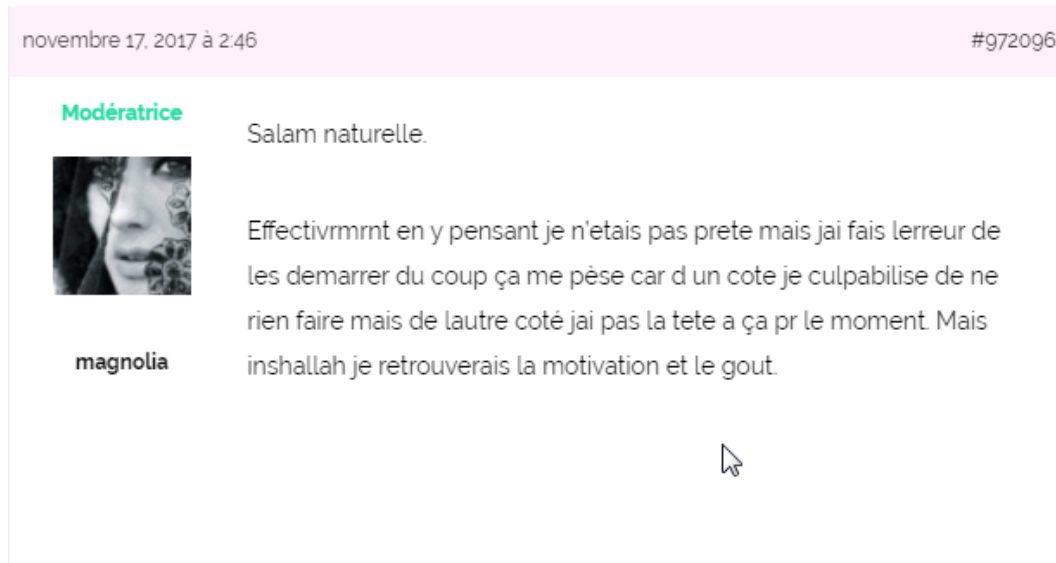 novembre 17, 2017 à 2:46
#972096
Modératrice
magnolia
Salam naturelle.
Effectivrmrnt en y pensant je n'etais pas prete mais jai fais lerreur de
les demarrer du coup ça me pèse car d un cote je culpabilise de ne
rien faire mais de lautre coté jai pas la tete a ça pr le moment. Mais
inshallah je retrouverais la motivation et le gout.